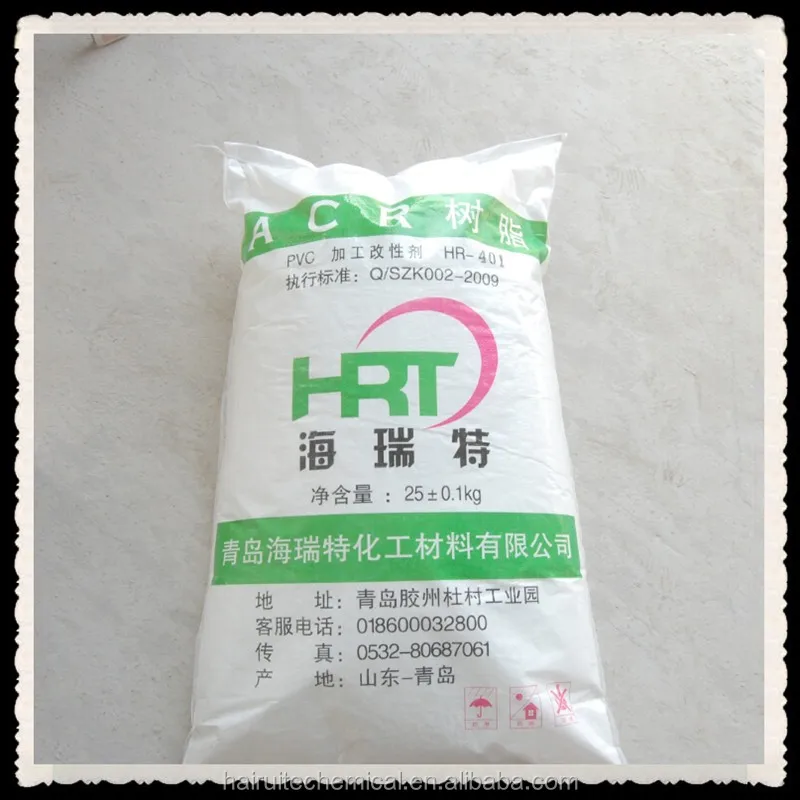 ACR树脂
PVC 加工改性剂 HR-401
执行标准：Q/SZK002-2009
HRT
海瑞特
净含量：25±0.1kg
青岛海瑞特化工材料有限公司
地 址：青岛胶州杜村工业园
客服电话：018600032800
传 真：0532-80687061
产 地：山东-青岛
hairuitechemical.en.alibaba.com